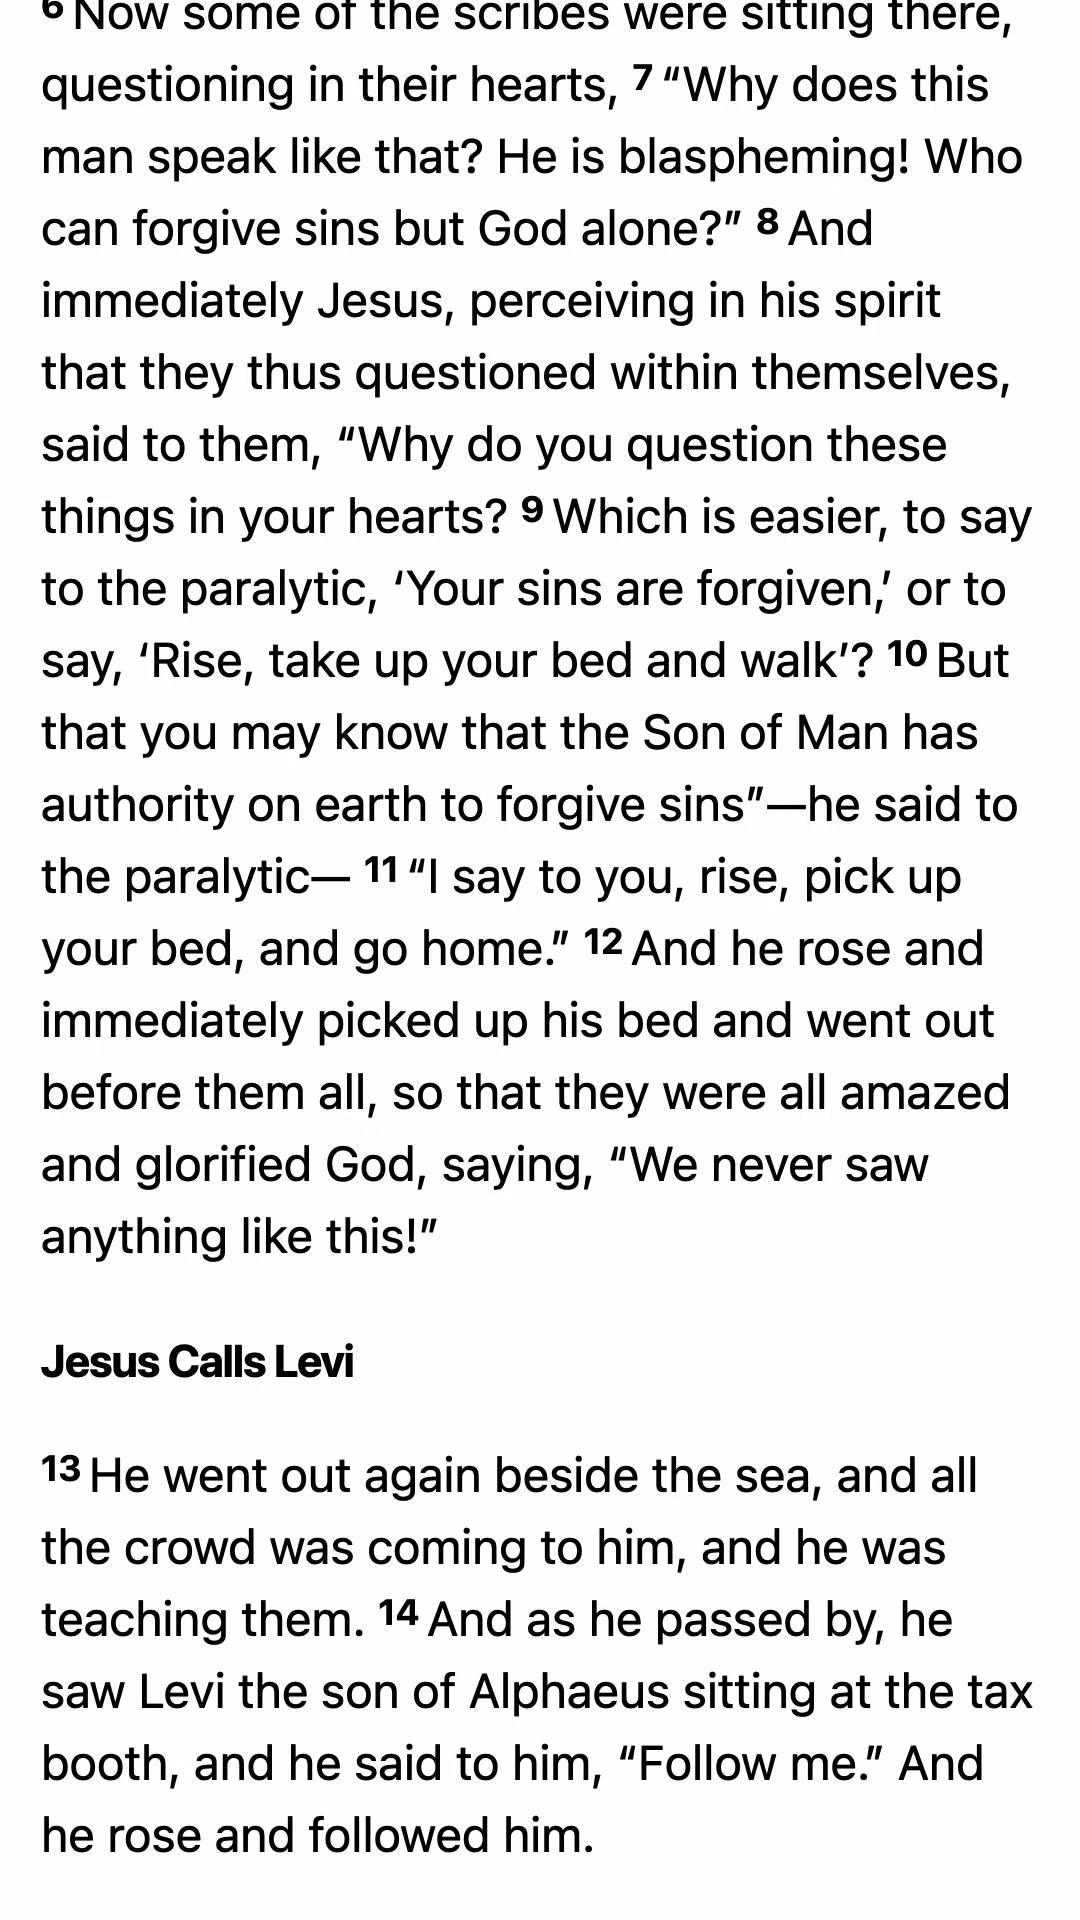 6 Now some of the scribes were sitting there,
questioning in their hearts, 7 “Why does this
man speak like that? He is blaspheming! Who
can forgive sins but God alone?” 8 And
immediately Jesus, perceiving in his spirit
that they thus questioned within themselves,
said to them, “Why do you question these
things in your hearts? 9 Which is easier, to say
to the paralytic, ‘Your sins are forgiven,’ or to
say, ‘Rise, take up your bed and walk’? 10 But
that you may know that the Son of Man has
authority on earth to forgive sins”—he said to
the paralytic— 11 “I say to you, rise, pick up
your bed, and go home.” 12 And he rose and
immediately picked up his bed and went out
before them all, so that they were all amazed
and glorified God, saying, “We never saw
anything like this!”
Jesus Calls Levi
13 He went out again beside the sea, and all
the crowd was coming to him, and he was
teaching them. 14 And as he passed by, he
saw Levi the son of Alphaeus sitting at the tax
booth, and he said to him, “Follow me.” And
he rose and followed him.